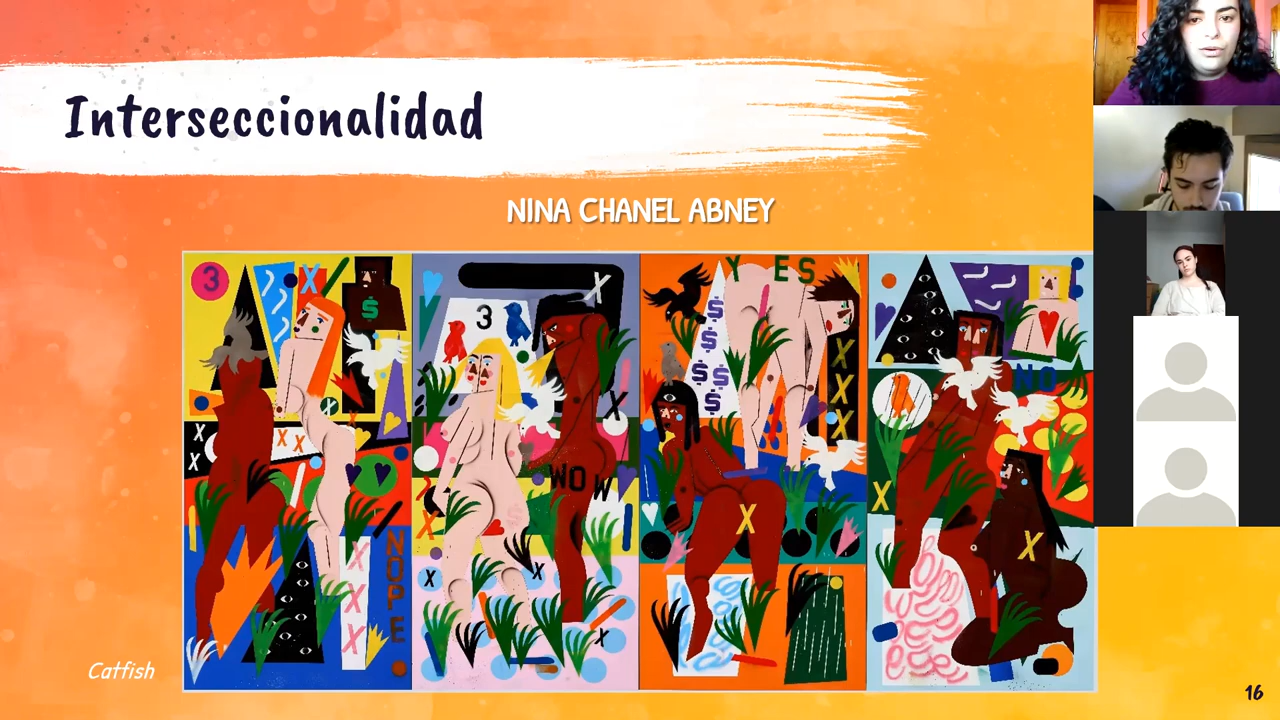 Interseccionalidad
NINA CHANEL ABNEY
3
X
$
X
X
X X
X
X
X
X
NOPE
3
X
X
WOW
X
X
X
X
YES
$
$
$ $
$
X
X
X
X
X
NO
X
X
Catfish
16